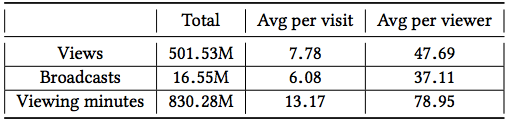 Total Avg per visit Avg per viewer
Views 501.53M 7.78 47.69
Broadcasts 16.55M 6.08 37.11
Viewing minutes 830.28M 13.17 78.95